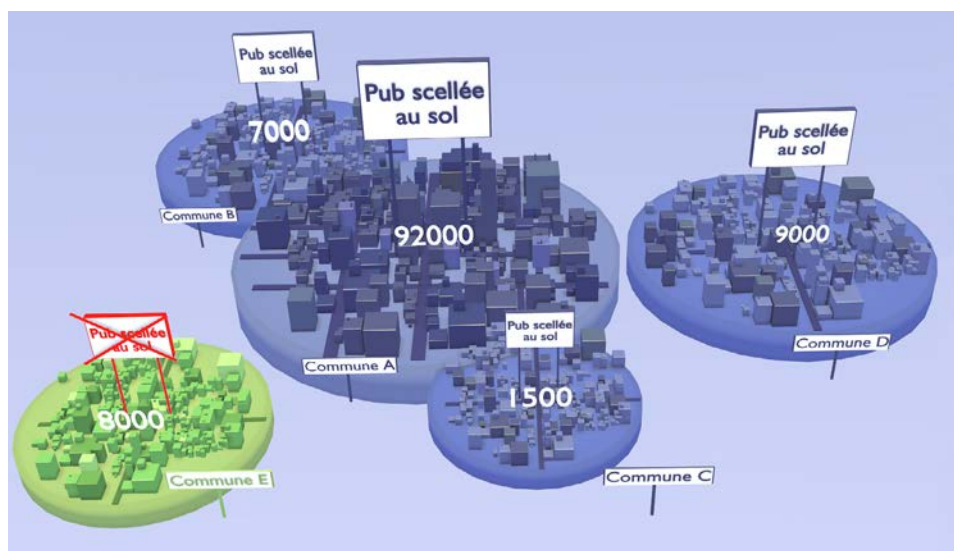 Pub scellée
au sol
7000
Commune B
Pub scellée
au sol
92000
Commune A
Pub scellée
au sol
9000
Commune D
Pub scellée
au sol
1500
Commune C
Pub scellée
au sol
8000
Commune E